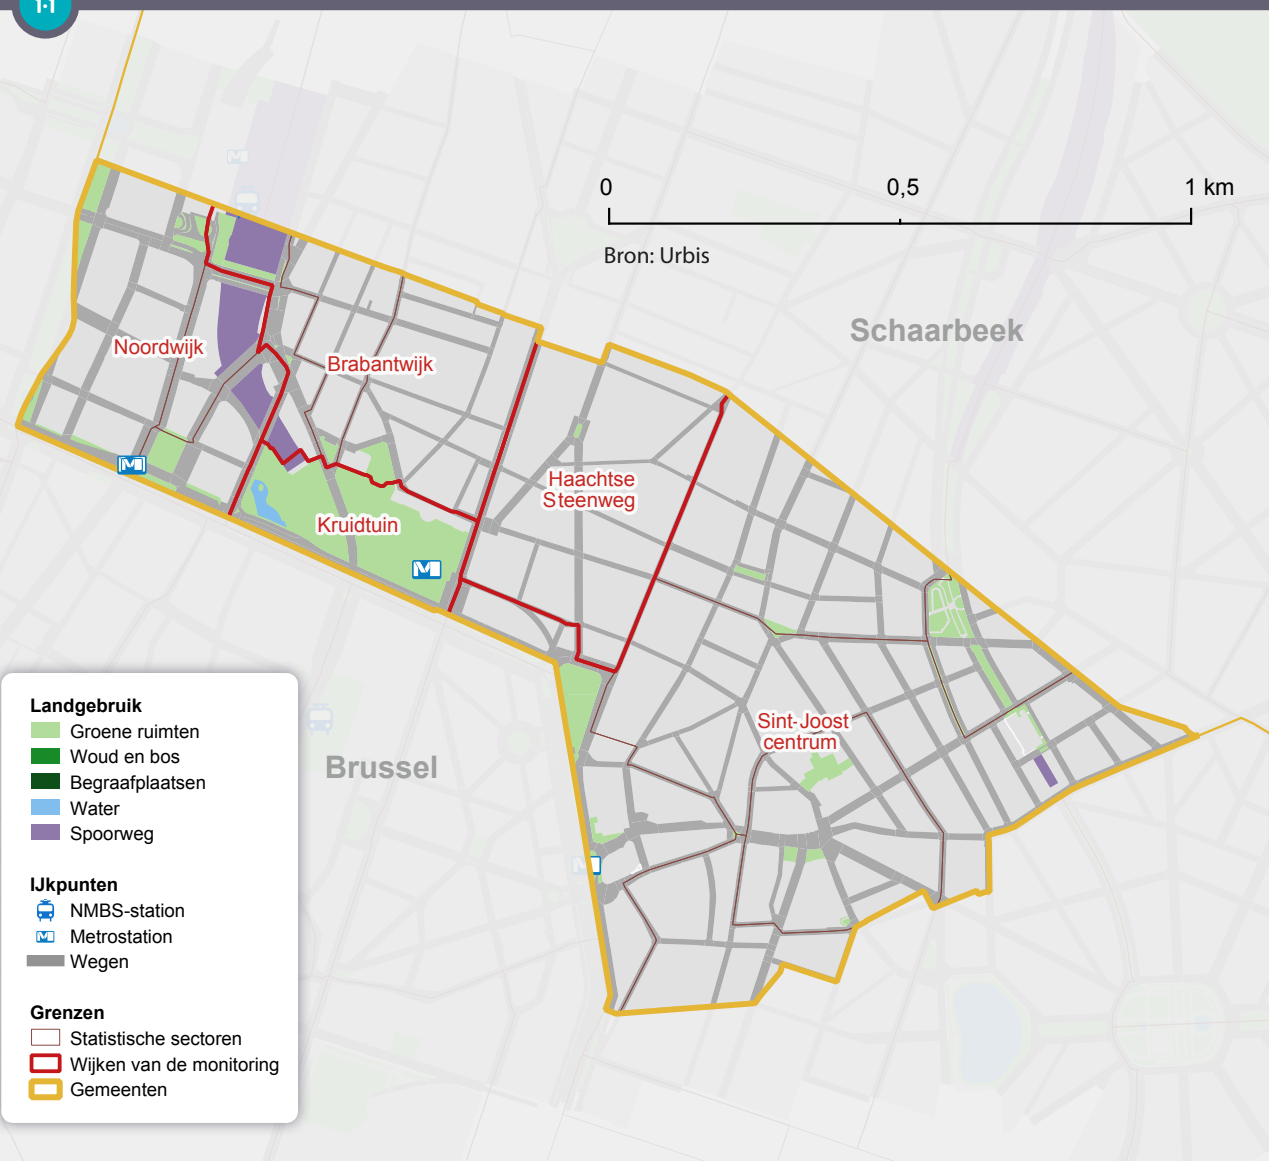 1·1
0 0,5 1 km
Bron: Urbis
Schaarbeek
Noordwijk
Brabantwijk
Haachtse
Steenweg
Kruidtuin
Sint-Joost
centrum
Brussel
Landgebruik
Groene ruimten
Woud en bos
Begraafplaatsen
Water
Spoorweg
IJkpunten
NMBS-station
Metrostation
Wegen
Grenzen
Statistische sectoren
Wijken van de monitoring
Gemeenten